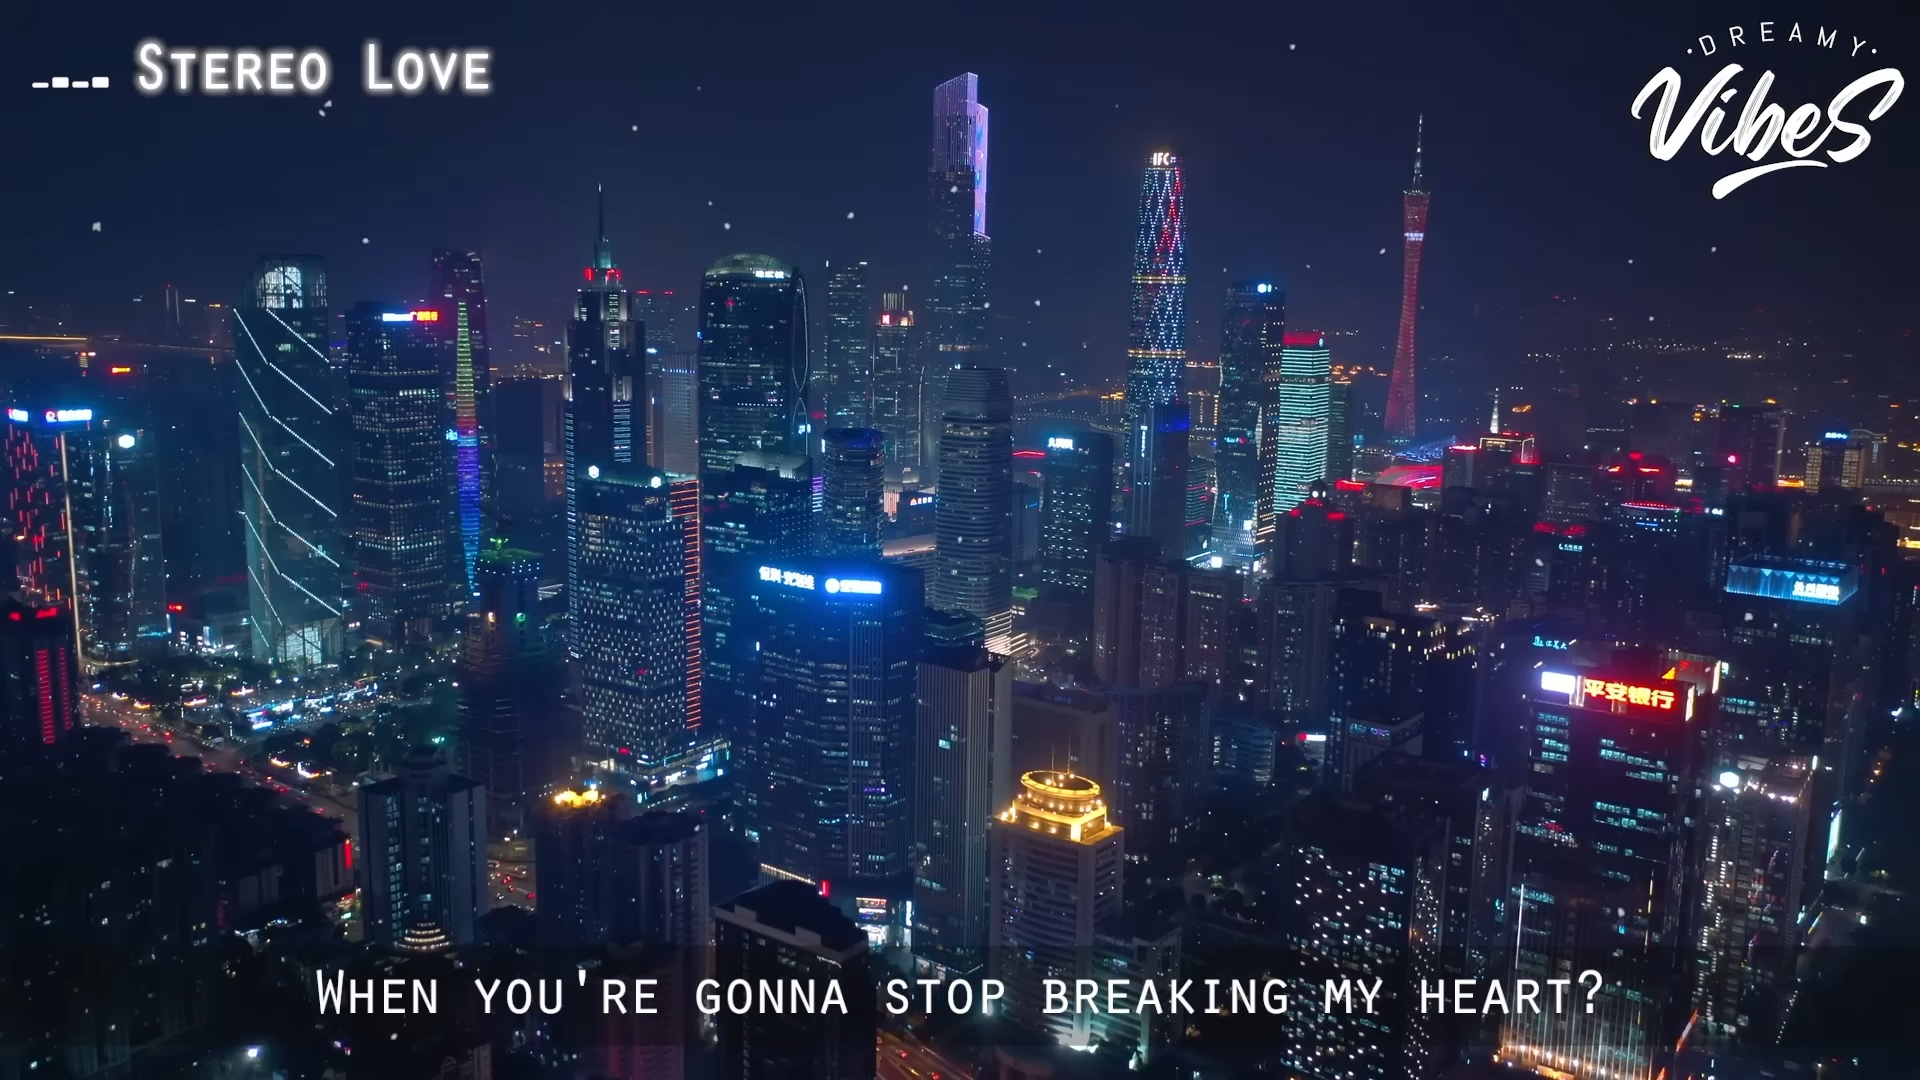 Stereo Love
DREAMY
Vibes
IFC
平安银行
When you're gonna stop breaking my heart?